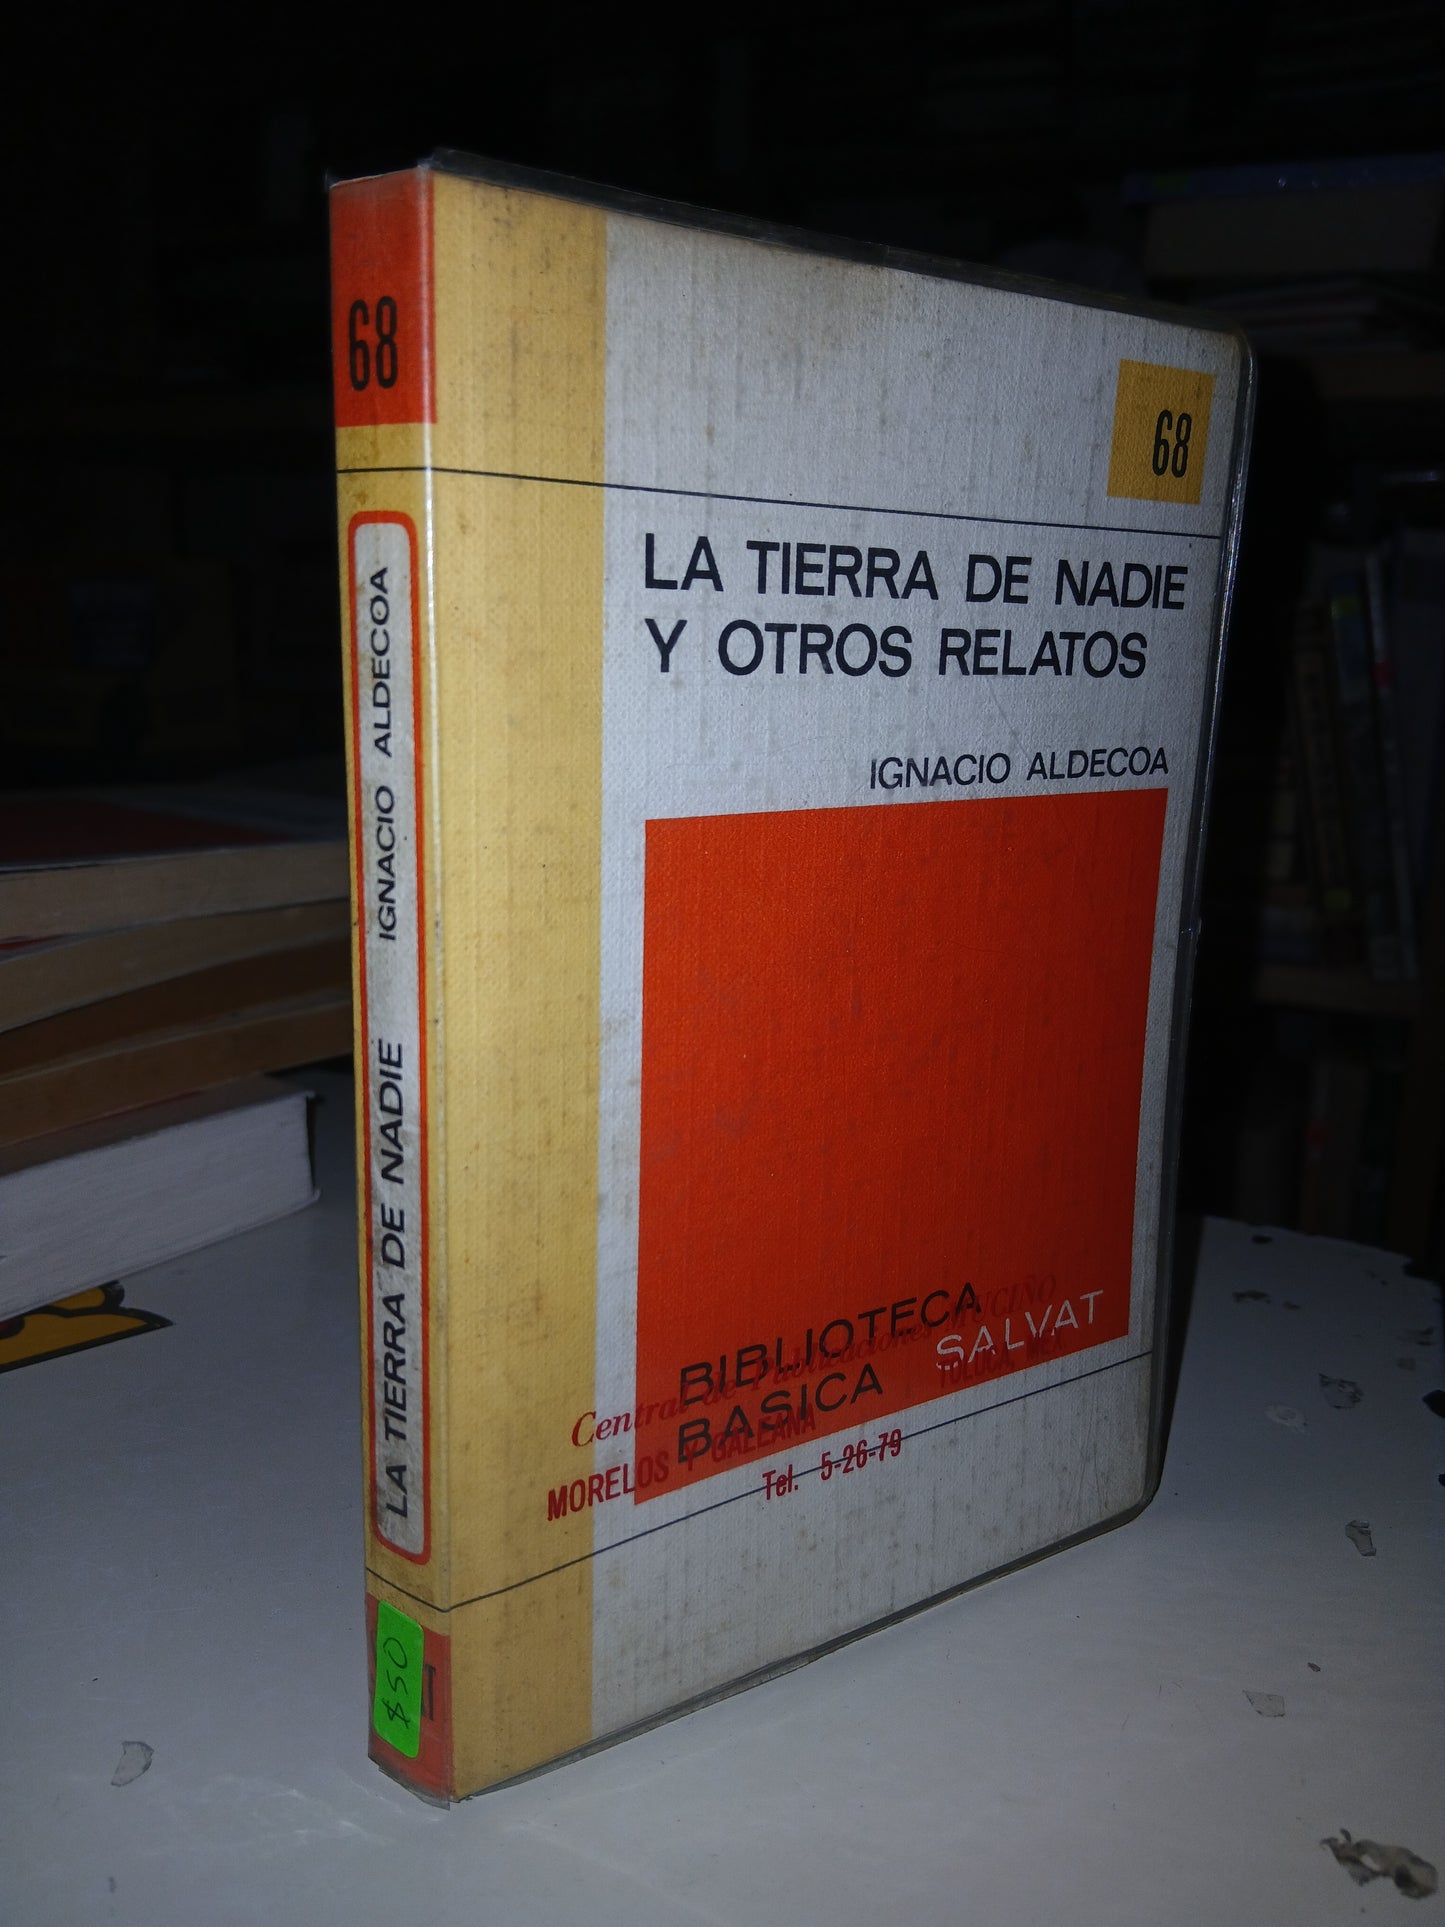 68
LA TIERRA DE NADIE IGNACIO ALDECOA
$50
68
LA TIERRA DE NADIE
Y OTROS RELATOS
IGNACIO ALDECOA
BIBLIOTECA
BASICA SALVAT
Central de Publicaciones MUCIÑO
MORELOS Y GALEANA TOLUCA, MEX.
Tel. 5-26-79